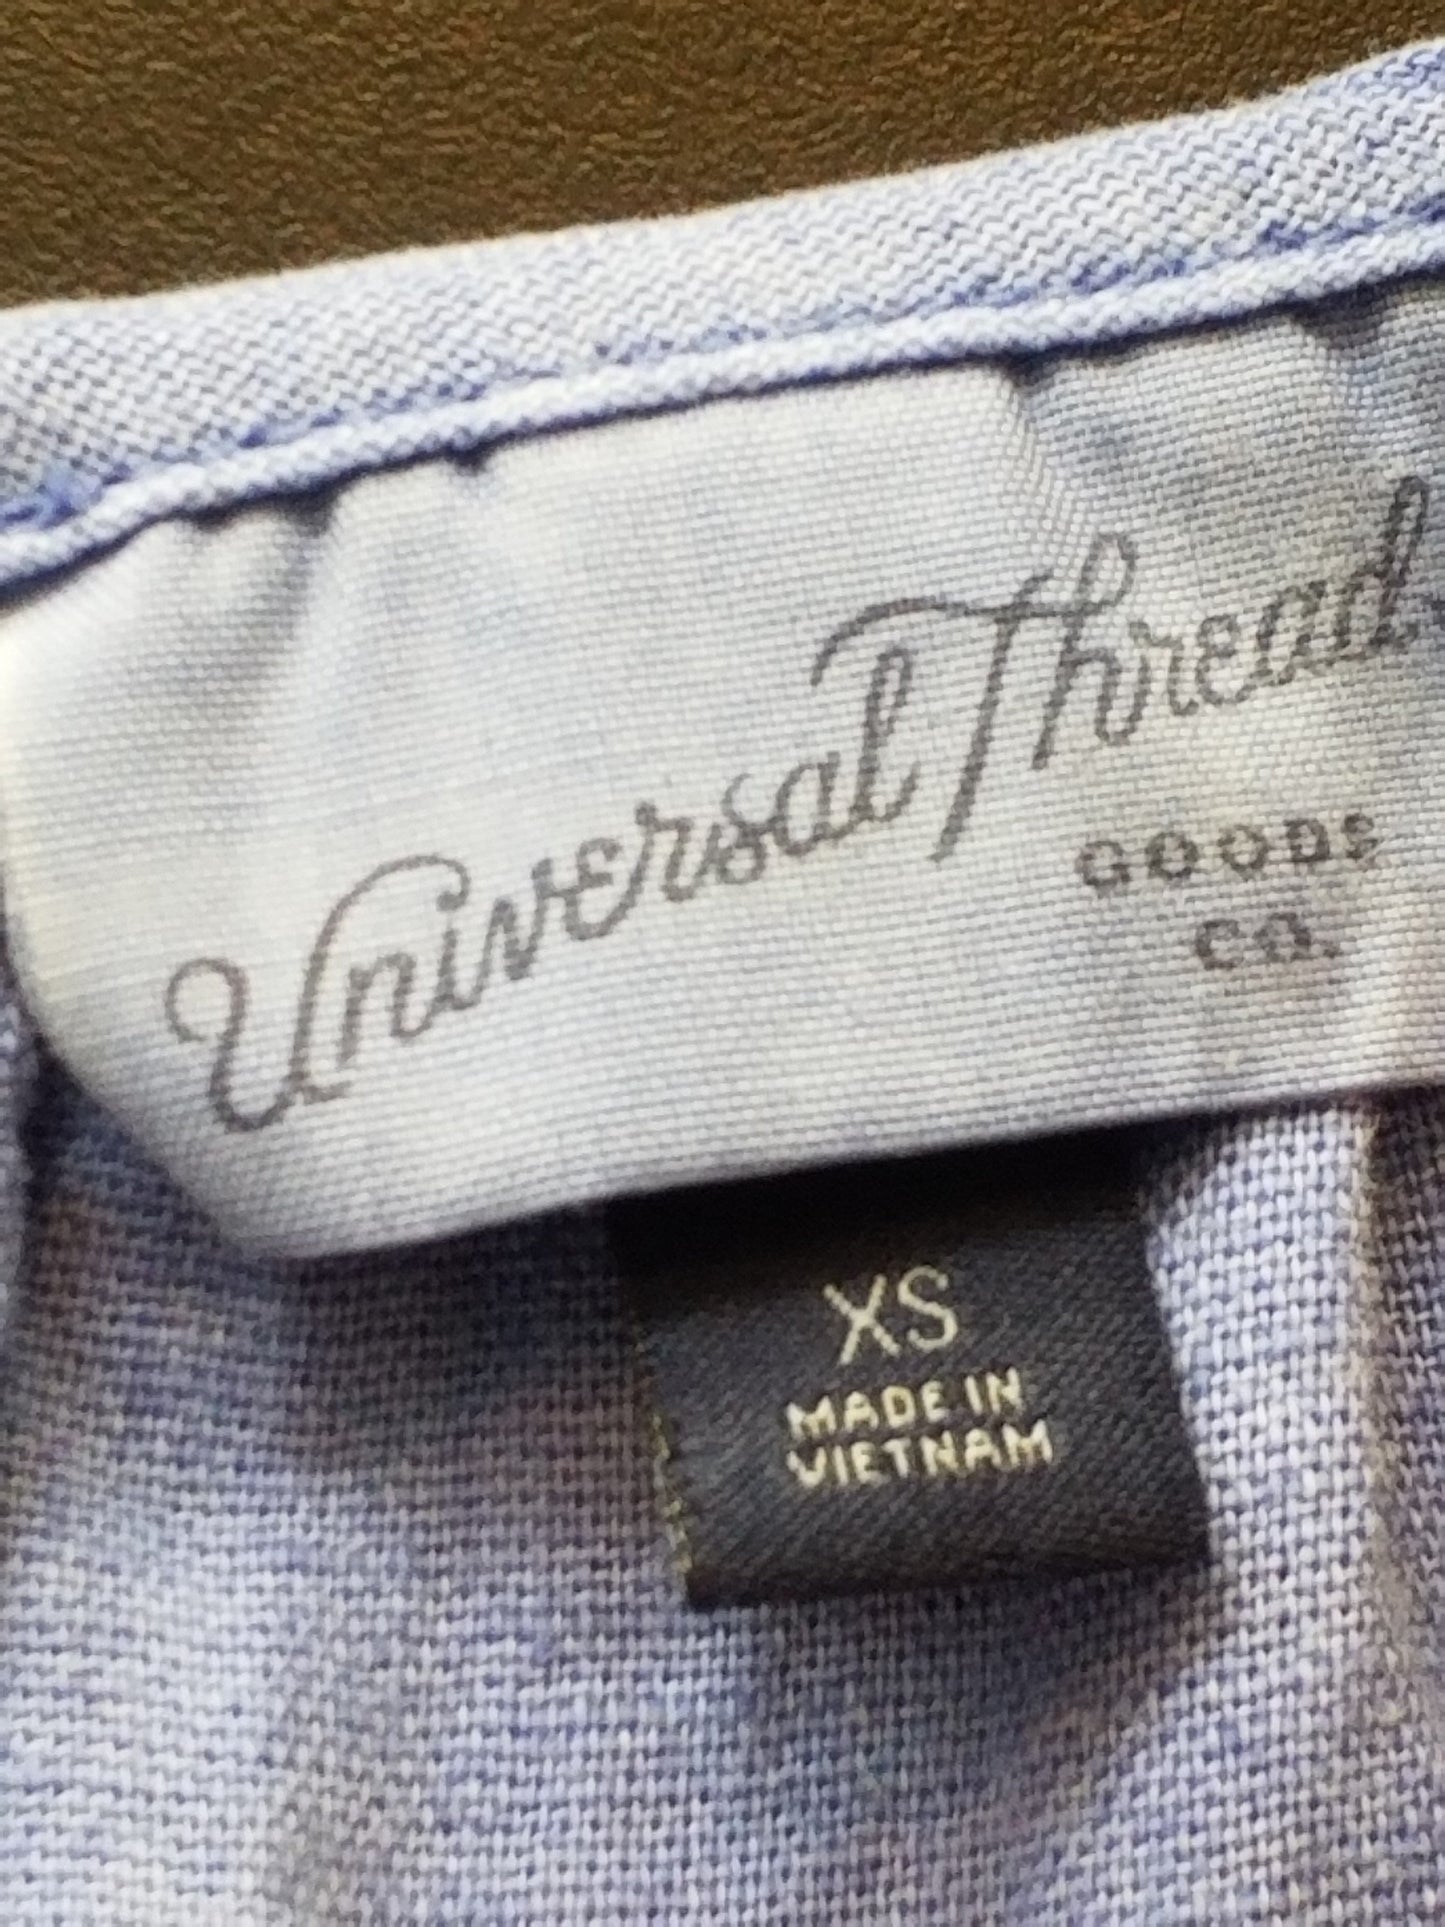 Universal Thread
GOODS
CO.
XS
MADE IN
VIETNAM